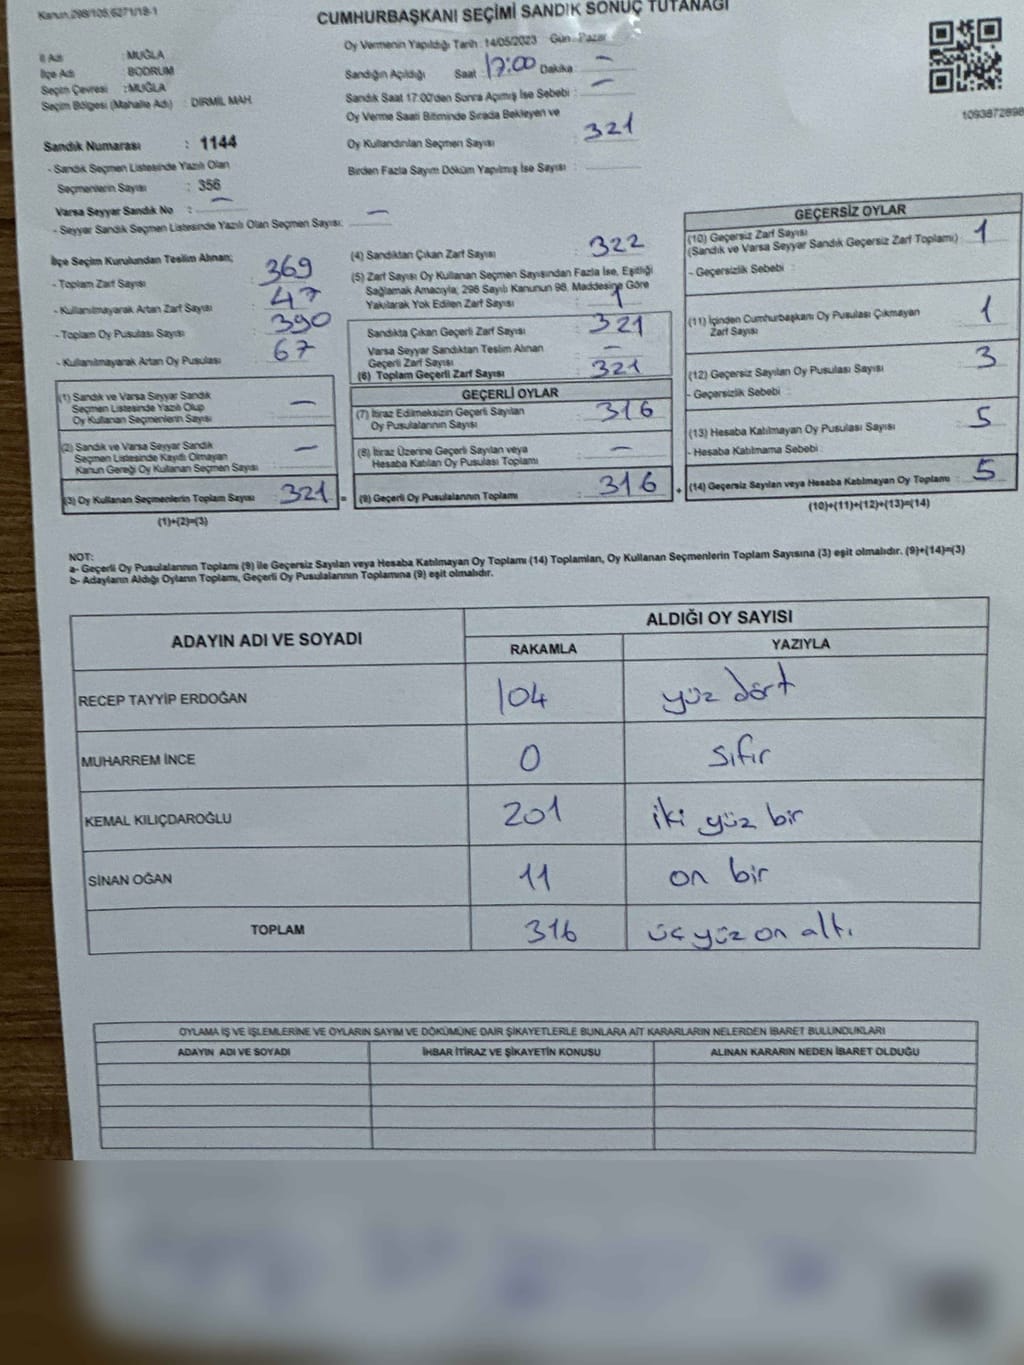 Kanun:298/106;6271/18-1
CUMHURBAŞKANI SEÇİMİ SANDIK SONUÇ TUTANAĞI
İl Adı : MUĞLA
İlçe Adı : BODRUM
Seçim Çevresi : MUĞLA
Seçim Bölgesi (Mahalle Adı) : DİRMİL MAH.
Oy Vermenin Yapıldığı Tarih : 14/05/2023 Gün : Pazar
Sandığın Açıldığı Saat : 17:00 Dakika : —
Sandık Saat 17:00'den Sonra Açılmış İse Sebebi : —
Oy Verme Saati Bitiminde Sırada Bekleyen ve
Oy Kullandırılan Seçmen Sayısı : 321
Birden Fazla Sayım Döküm Yapılmış İse Sayısı :
1093872898
Sandık Numarası : 1144
- Sandık Seçmen Listesinde Yazılı Olan
Seçmenlerin Sayısı : 356
Varsa Seyyar Sandık No : —
- Seyyar Sandık Seçmen Listesinde Yazılı Olan Seçmen Sayısı: —
İlçe Seçim Kurulundan Teslim Alınan;
- Toplam Zarf Sayısı : 369
- Kullanılmayarak Artan Zarf Sayısı : 47
- Toplam Oy Pusulası Sayısı : 390
- Kullanılmayarak Artan Oy Pusulası : 67
(1) Sandık ve Varsa Seyyar Sandık
Seçmen Listesinde Yazılı Olup
Oy Kullanan Seçmenlerin Sayısı : —
(2) Sandık ve Varsa Seyyar Sandık
Seçmen Listesinde Kayıtlı Olmayan
Kanun Gereği Oy Kullanan Seçmen Sayısı : —
(3) Oy Kullanan Seçmenlerin Toplam Sayısı : 321 =
(1)+(2)=(3)
(4) Sandıktan Çıkan Zarf Sayısı : 322
(5) Zarf Sayısı Oy Kullanan Seçmen Sayısından Fazla İse, Eşitliği
Sağlamak Amacıyla; 298 Sayılı Kanunun 98. Maddesine Göre
Yakılarak Yok Edilen Zarf Sayısı : 1
Sandıkta Çıkan Geçerli Zarf Sayısı : 321
Varsa Seyyar Sandıktan Teslim Alınan
Geçerli Zarf Sayısı : —
(6) Toplam Geçerli Zarf Sayısı : 321
GEÇERLİ OYLAR
(7) İtiraz Edilmeksizin Geçerli Sayılan
Oy Pusulalarının Sayısı : 316
(8) İtiraz Üzerine Geçerli Sayılan veya
Hesaba Katılan Oy Pusulası Toplamı : —
(9) Geçerli Oy Pusulalarının Toplamı : 316 +
GEÇERSİZ OYLAR
(10) Geçersiz Zarf Sayısı
(Sandık ve Varsa Seyyar Sandık Geçersiz Zarf Toplamı) : 1
- Geçersizlik Sebebi :
(11) İçinden Cumhurbaşkanı Oy Pusulası Çıkmayan
Zarf Sayısı : 1
(12) Geçersiz Sayılan Oy Pusulası Sayısı : 3
- Geçersizlik Sebebi :
(13) Hesaba Katılmayan Oy Pusulası Sayısı : 5
- Hesaba Katılmama Sebebi :
(14) Geçersiz Sayılan veya Hesaba Katılmayan Oy Toplamı : 5
(10)+(11)+(12)+(13)=(14)
NOT:
a- Geçerli Oy Pusulalarının Toplamı (9) ile Geçersiz Sayılan veya Hesaba Katılmayan Oy Toplamı (14) Toplamları, Oy Kullanan Seçmenlerin Toplam Sayısına (3) eşit olmalıdır. (9)+(14)=(3)
b- Adayların Aldığı Oyların Toplamı, Geçerli Oy Pusulalarının Toplamına (9) eşit olmalıdır.
ADAYIN ADI VE SOYADI
ALDIĞI OY SAYISI
RAKAMLA YAZIYLA
RECEP TAYYİP ERDOĞAN 104 yüz dört
MUHARREM İNCE 0 sıfır
KEMAL KILIÇDAROĞLU 201 iki yüz bir
SİNAN OĞAN 11 on bir
TOPLAM 316 üç yüz on altı
OYLAMA İŞ VE İŞLEMLERİNE VE OYLARIN SAYIM VE DÖKÜMÜNE DAİR ŞİKAYETLERLE BUNLARA AİT KARARLARIN NELERDEN İBARET BULUNDUKLARI
ADAYIN ADI VE SOYADI İHBAR İTİRAZ VE ŞİKAYETİN KONUSU ALINAN KARARIN NEDEN İBARET OLDUĞU